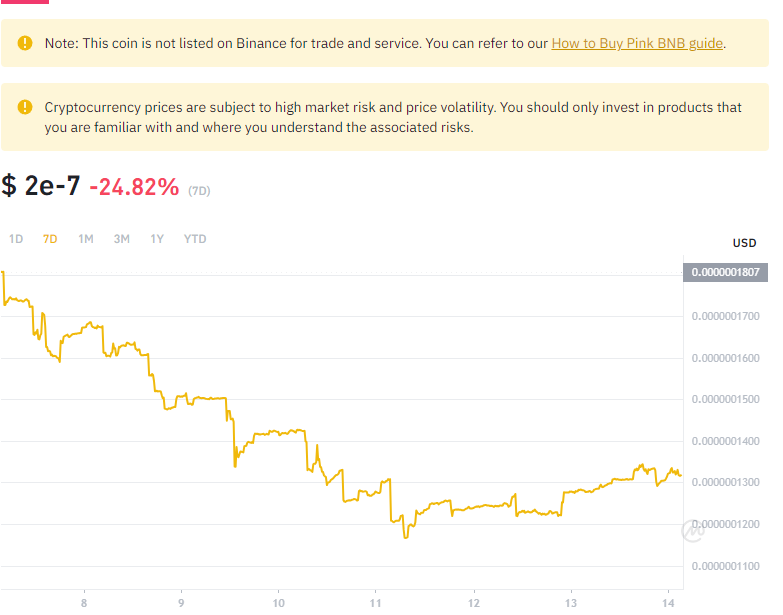 Note: This coin is not listed on Binance for trade and service. You can refer to our How to Buy Pink BNB guide.
Cryptocurrency prices are subject to high market risk and price volatility. You should only invest in products that
you are familiar with and where you understand the associated risks.
$ 2e-7 -24.82% (7D)
1D 7D 1M 3M 1Y YTD
USD
0.0000001807
0.0000001700
0.0000001600
0.0000001500
0.0000001400
0.0000001300
0.0000001200
0.0000001100
8 9 10 11 12 13 14